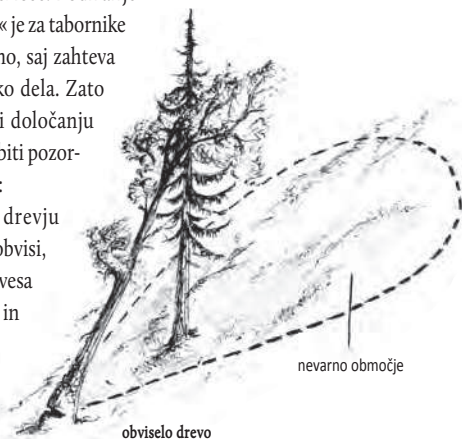 « je za tabornike
no, saj zahteva
ko dela. Zato
i določanju
biti pozor-
:
drevju
obvisi,
vesa
in
nevarno območje
obviselo drevo